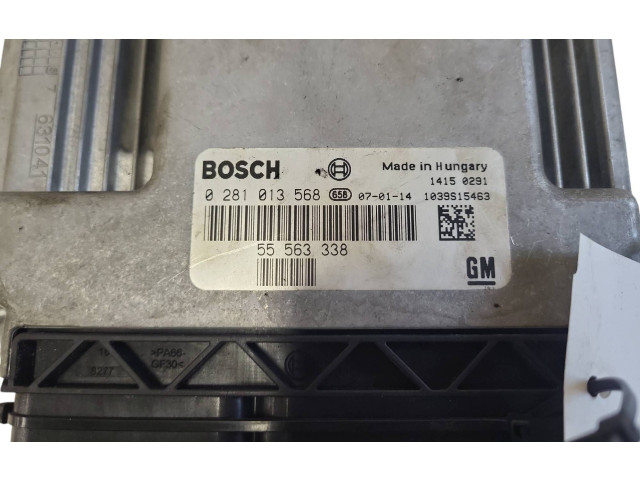 BOSCH Made in Hungary
1415 0291
0 281 013 568 658 07-01-14 1039S15463
55 563 338
GM
>PA66-
GF30<